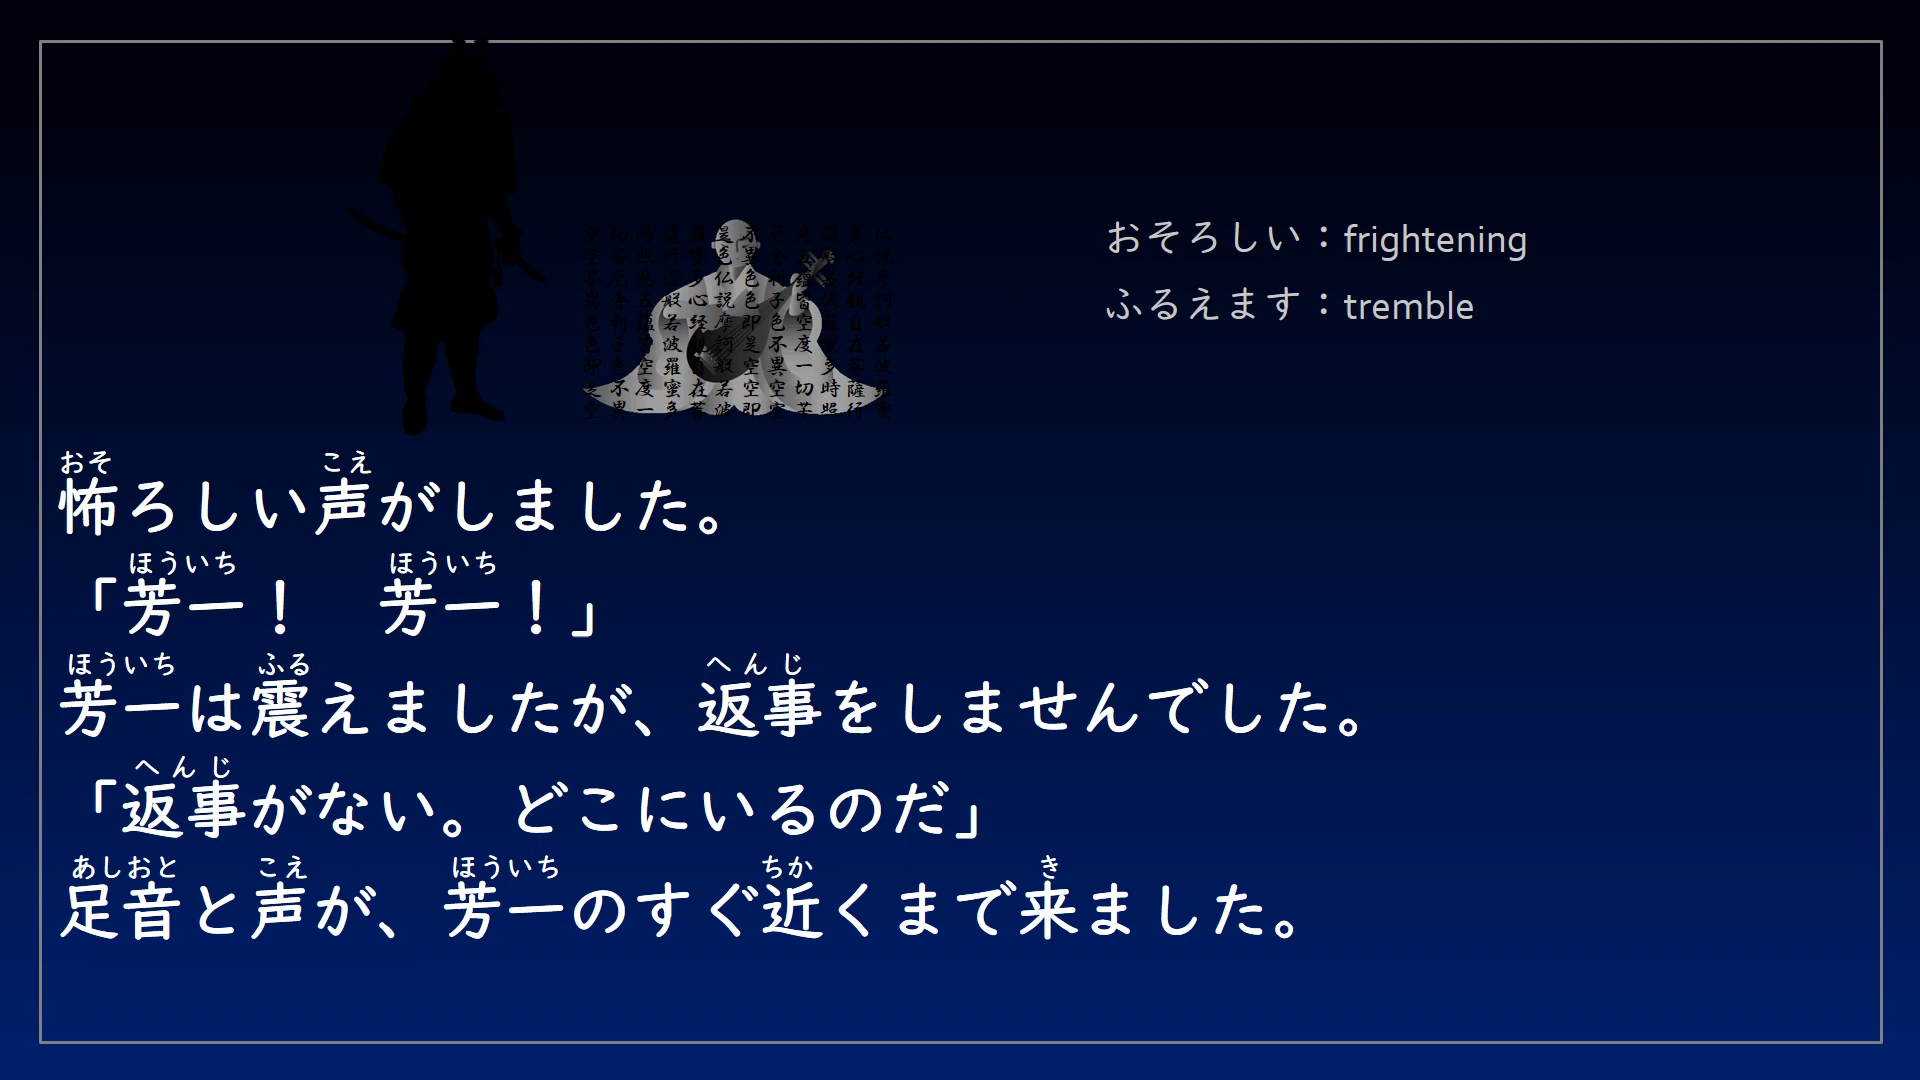 おそろしい：frightening
ふるえます：tremble
怖ろしい声がしました。
「芳一！　芳一！」
芳一は震えましたが、返事をしませんでした。
「返事がない。どこにいるのだ」
足音と声が、芳一のすぐ近くまで来ました。